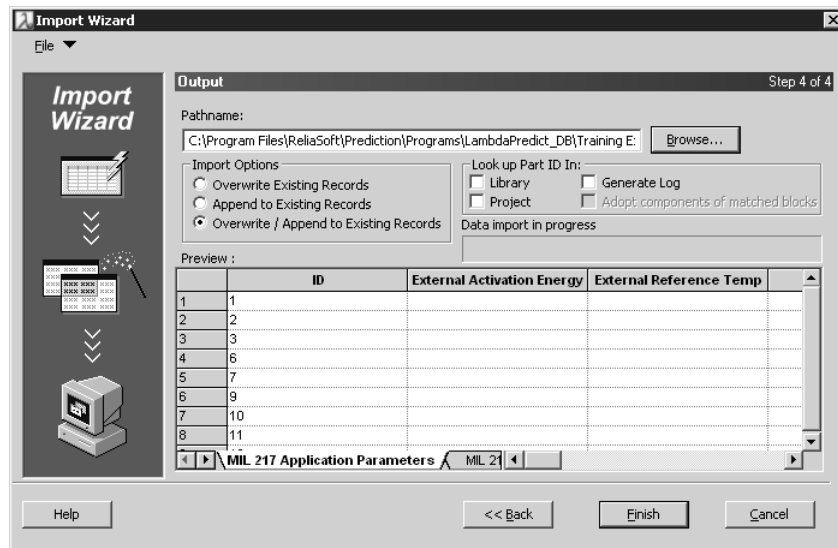 Import Wizard
File
Import
Wizard
Output Step 4 of 4
Pathname:
C:\Program Files\ReliaSoft\Prediction\Programs\LambdaPredict_DB\Training E: Browse...
Import Options
Overwrite Existing Records
Append to Existing Records
Overwrite / Append to Existing Records
Look up Part ID In:
Library Generate Log
Project Adopt components of matched blocks
Data import in progress
Preview :
ID External Activation Energy External Reference Temp
1 1
2 2
3 3
4 6
5 7
6 9
7 10
8 11
MIL 217 Application Parameters MIL 21
Help << Back Finish Cancel